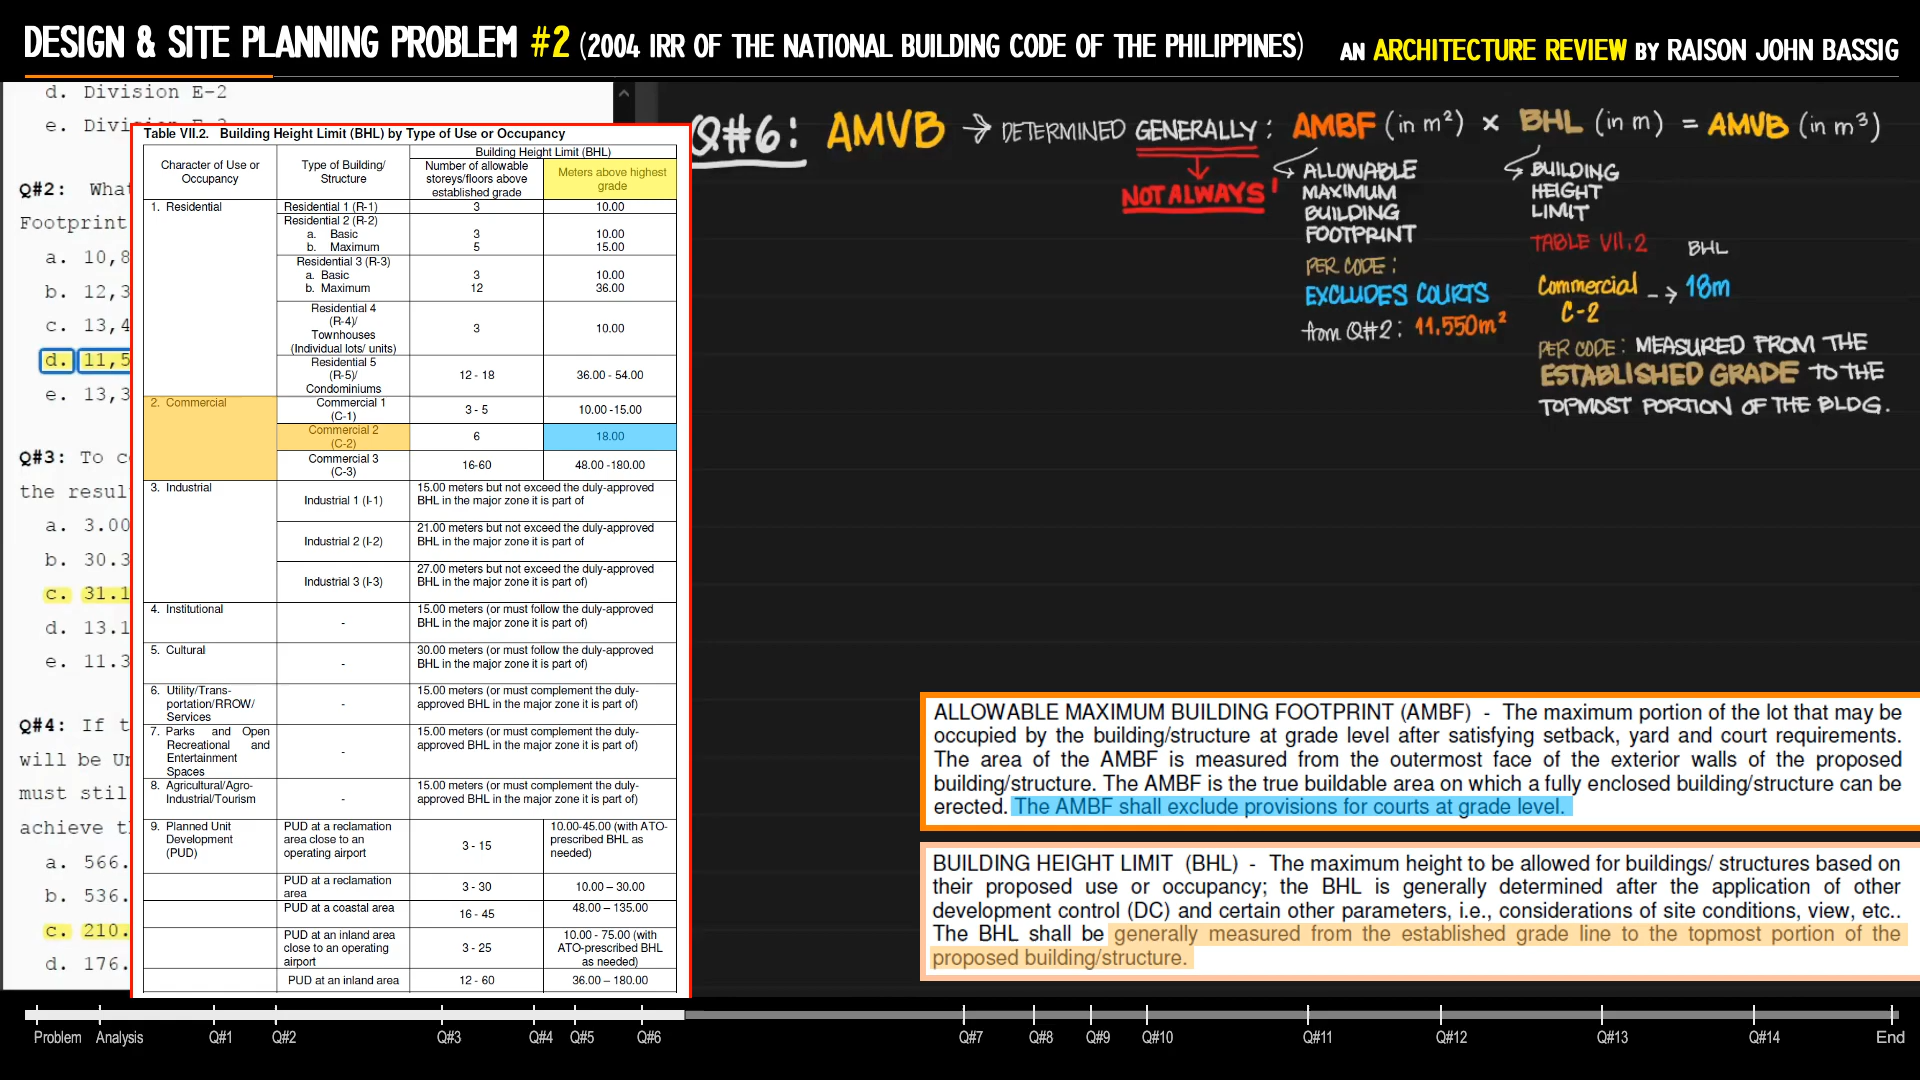 DESIGN & SITE PLANNING PROBLEM #2 (2004 IRR OF THE NATIONAL BUILDING CODE OF THE PHILIPPINES) AN ARCHITECTURE REVIEW BY RAISON JOHN BASSIG
d. Division E-2
e.
Q#2:
Footprint
a. 10,8
b. 12,3
c. 13,4
d. 11,5
e. 13,3
Q#3: To c
the resul
a. 3.00
b. 30.3
c. 31.1
d. 13.1
e. 11.3
Q#4: If t
will be Un
must stil
achieve t
a. 566.
b. 536.
c. 210.
d. 176.
Table VII.2. Building Height Limit (BHL) by Type of Use or Occupancy
Character of Use or Occupancy
Type of Building/ Structure
Building Height Limit (BHL)
Number of allowable storeys/floors above established grade
Meters above highest grade
1. Residential Residential 1 (R-1) 3 10.00
Residential 2 (R-2)
a. Basic 3 10.00
b. Maximum 5 15.00
Residential 3 (R-3)
a. Basic 3 10.00
b. Maximum 12 36.00
Residential 4
(R-4)/
Townhouses 3 10.00
(Individual lots/ units)
Residential 5
(R-5)/ 12 - 18 36.00 - 54.00
Condominiums
2. Commercial Commercial 1
(C-1) 3 - 5 10.00 -15.00
Commercial 2
(C-2) 6 18.00
Commercial 3
(C-3) 16-60 48.00 -180.00
3. Industrial
Industrial 1 (I-1) 15.00 meters but not exceed the duly-approved
BHL in the major zone it is part of
Industrial 2 (I-2) 21.00 meters but not exceed the duly-approved
BHL in the major zone it is part of
Industrial 3 (I-3) 27.00 meters but not exceed the duly-approved
BHL in the major zone it is part of)
4. Institutional - 15.00 meters (or must follow the duly-approved
BHL in the major zone it is part of)
5. Cultural - 30.00 meters (or must follow the duly-approved
BHL in the major zone it is part of)
6. Utility/Trans-
portation/RROW/
Services - 15.00 meters (or must complement the duly-
approved BHL in the major zone it is part of)
7. Parks and Open
Recreational and
Entertainment
Spaces - 15.00 meters (or must complement the duly-
approved BHL in the major zone it is part of)
8. Agricultural/Agro-
Industrial/Tourism - 15.00 meters (or must complement the duly-
approved BHL in the major zone it is part of)
9. Planned Unit
Development
(PUD)
PUD at a reclamation
area close to an
operating airport 3 - 15 10.00-45.00 (with ATO-
prescribed BHL as
needed)
PUD at a reclamation
area 3 - 30 10.00 – 30.00
PUD at a coastal area 16 - 45 48.00 – 135.00
PUD at an inland area
close to an operating
airport 3 - 25 10.00 - 75.00 (with
ATO-prescribed BHL
as needed)
PUD at an inland area 12 - 60 36.00 – 180.00
Q#6: AMVB → DETERMINED GENERALLY: AMBF (in m²) × BHL (in m) = AMVB (in m³)
NOT ALWAYS!
ALLOWABLE
MAXIMUM
BUILDING
FOOTPRINT
PER CODE:
EXCLUDES COURTS
from Q#2: 11.550m²
BUILDING
HEIGHT
LIMIT
TABLE VII.2 BHL
Commercial --> 18m
C-2
PER CODE: MEASURED FROM THE
ESTABLISHED GRADE TO THE
TOPMOST PORTION OF THE BLDG.
ALLOWABLE MAXIMUM BUILDING FOOTPRINT (AMBF) - The maximum portion of the lot that may be
occupied by the building/structure at grade level after satisfying setback, yard and court requirements.
The area of the AMBF is measured from the outermost face of the exterior walls of the proposed
building/structure. The AMBF is the true buildable area on which a fully enclosed building/structure can be
erected. The AMBF shall exclude provisions for courts at grade level.
BUILDING HEIGHT LIMIT (BHL) - The maximum height to be allowed for buildings/ structures based on
their proposed use or occupancy; the BHL is generally determined after the application of other
development control (DC) and certain other parameters, i.e., considerations of site conditions, view, etc..
The BHL shall be generally measured from the established grade line to the topmost portion of the
proposed building/structure.
Problem Analysis Q#1 Q#2 Q#3 Q#4 Q#5 Q#6 Q#7 Q#8 Q#9 Q#10 Q#11 Q#12 Q#13 Q#14 End